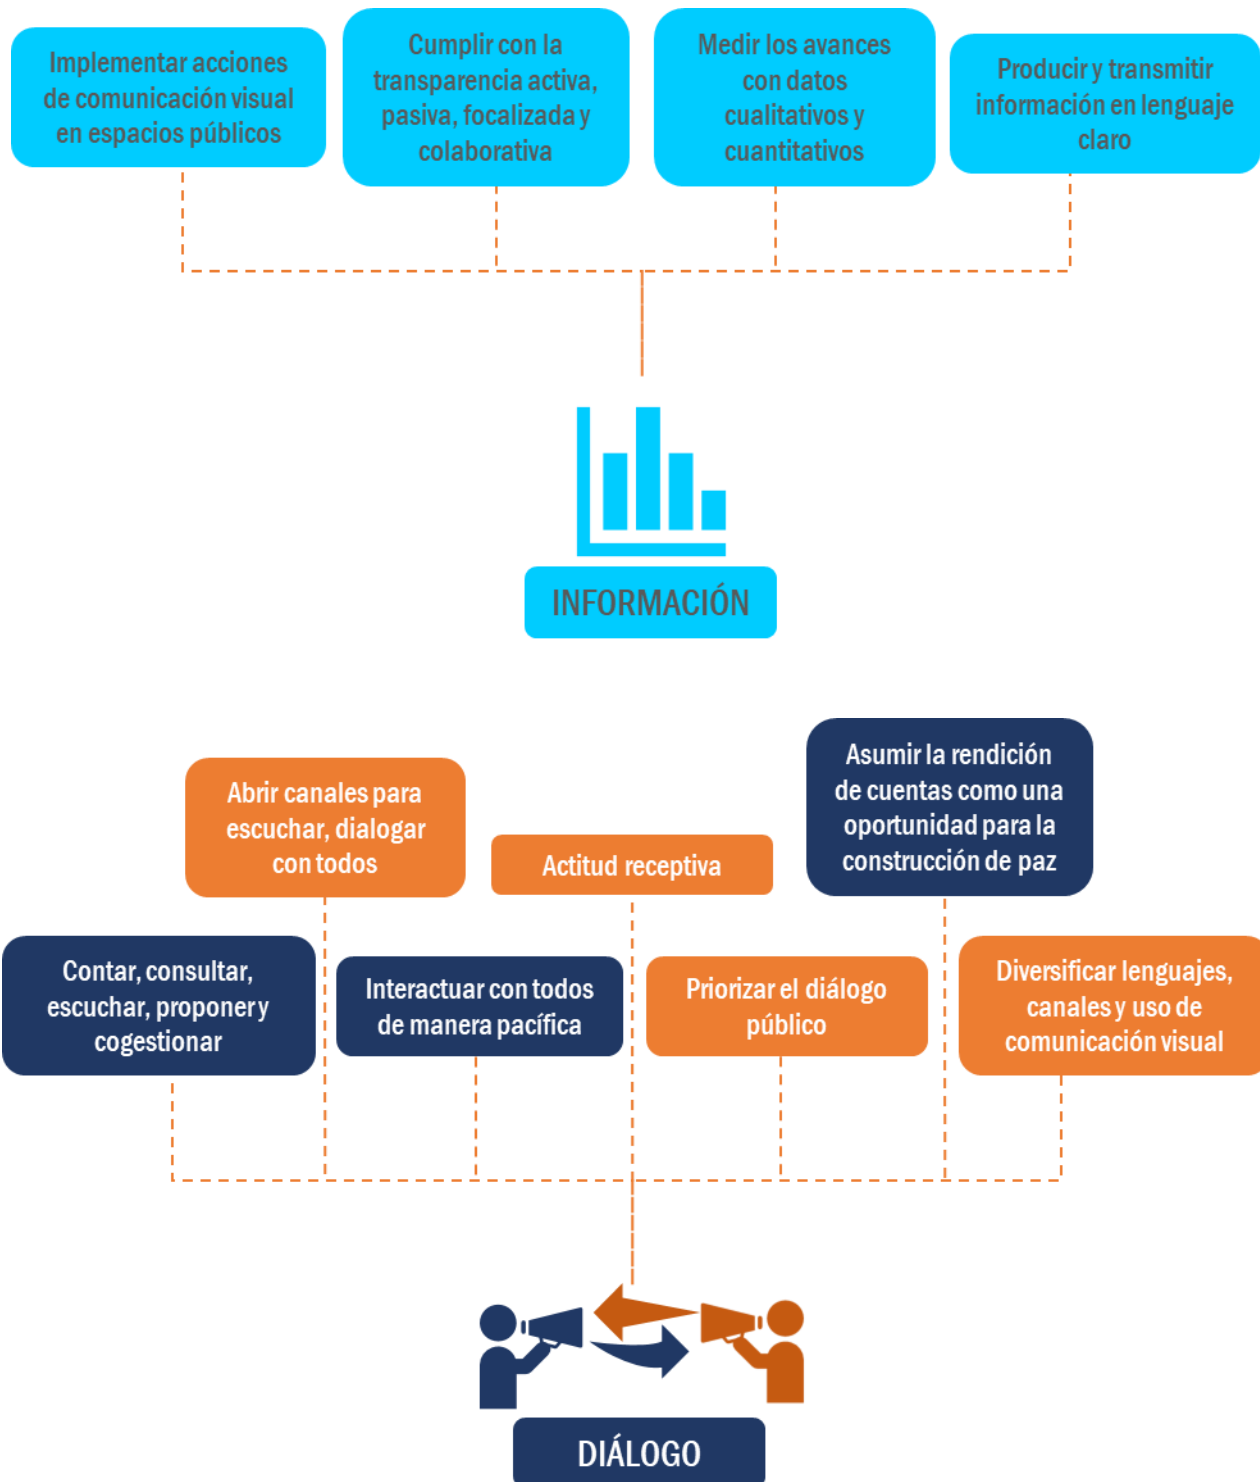 Implementar acciones
de comunicación visual
en espacios públicos
Cumplir con la
transparencia activa,
pasiva, focalizada y
colaborativa
Medir los avances
con datos
cualitativos y
cuantitativos
Producir y transmitir
información en lenguaje
claro
INFORMACIÓN
Abrir canales para
escuchar, dialogar
con todos
Actitud receptiva
Asumir la rendición
de cuentas como una
oportunidad para la
construcción de paz
Contar, consultar,
escuchar, proponer y
cogestionar
Interactuar con todos
de manera pacífica
Priorizar el diálogo
público
Diversificar lenguajes,
canales y uso de
comunicación visual
DIÁLOGO